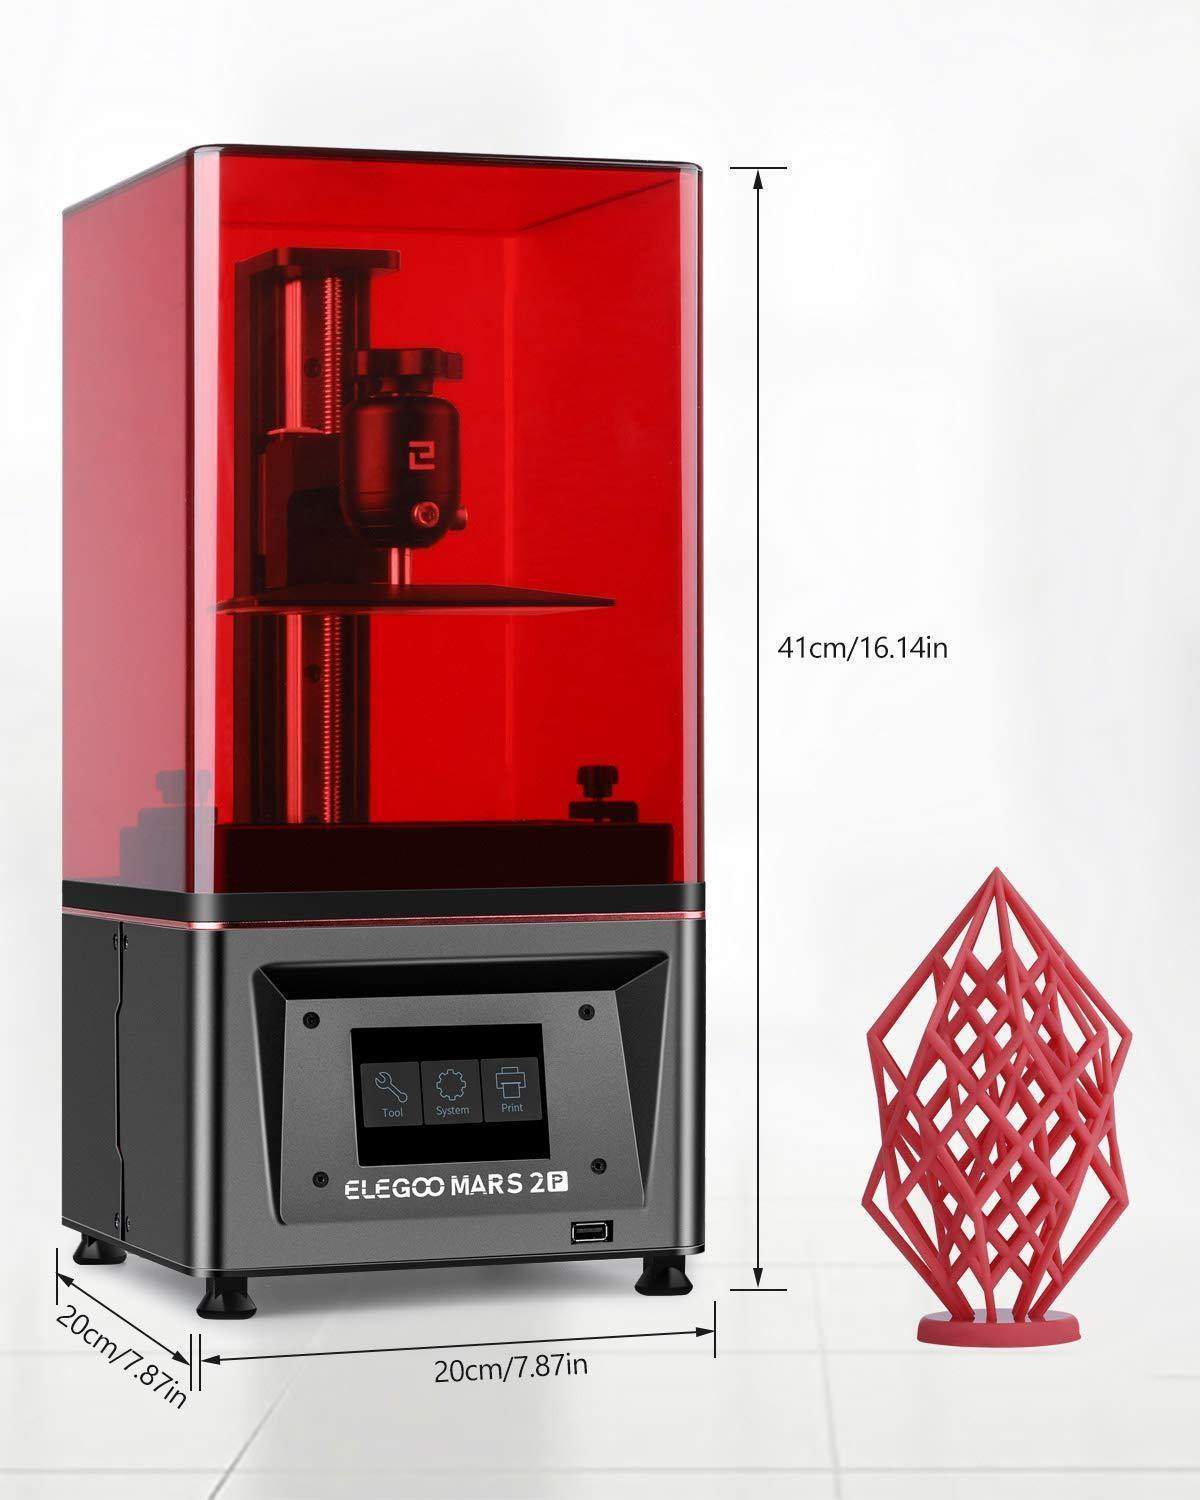 41cm/16.14in
Tool
System
Print
ELEGOO MARS 2P
20cm/7.87in
20cm/7.87in